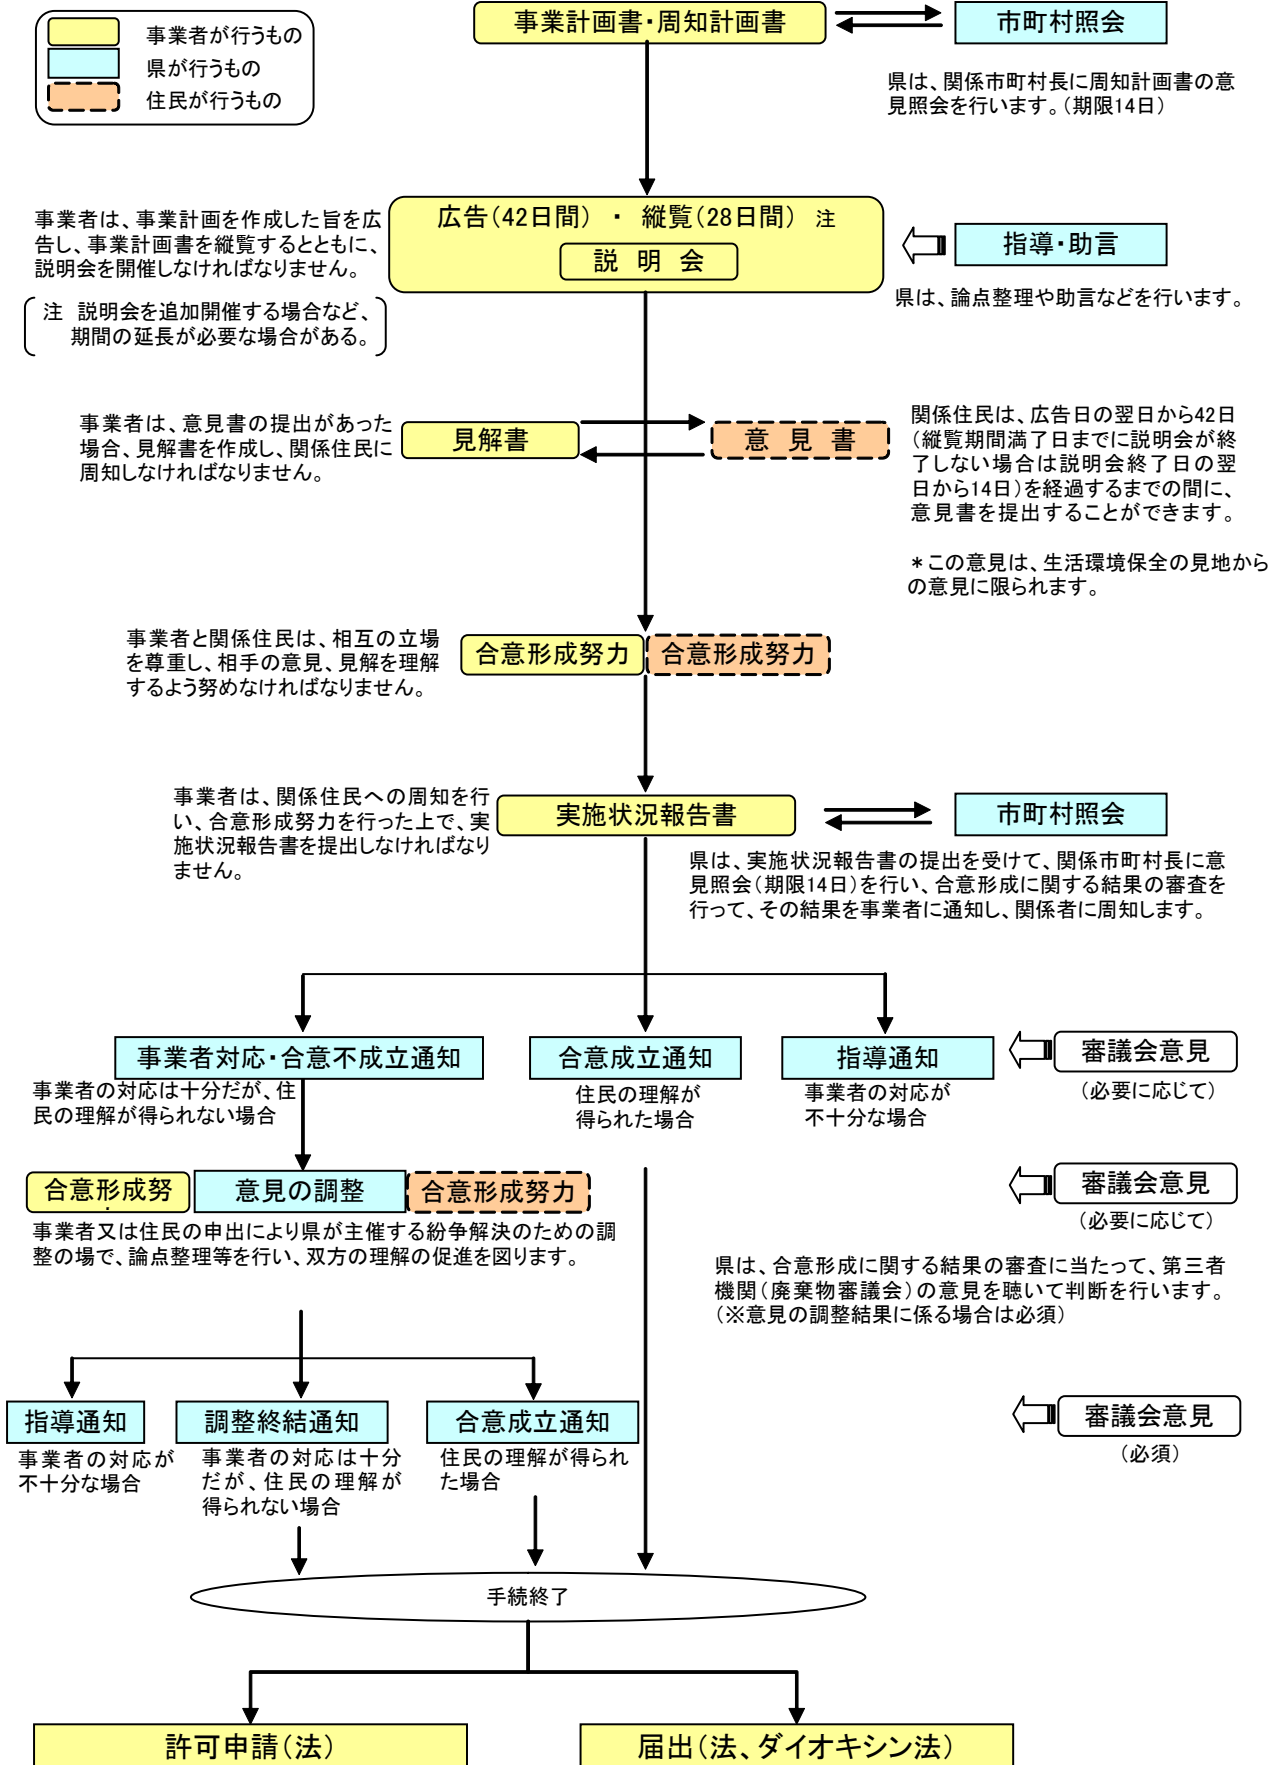 事業者が行うもの
県が行うもの
住民が行うもの
事業計画書・周知計画書
市町村照会
県は、関係市町村長に周知計画書の意
見照会を行います。（期限14日）
広告（42日間） ・ 縦覧（28日間） 注
説 明 会
事業者は、事業計画を作成した旨を広
告し、事業計画書を縦覧するとともに、
説明会を開催しなければなりません。
注 説明会を追加開催する場合など、
期間の延長が必要な場合がある。
指導・助言
県は、論点整理や助言などを行います。
事業者は、意見書の提出があった
場合、見解書を作成し、関係住民に
周知しなければなりません。
見解書
意 見 書
関係住民は、広告日の翌日から42日
（縦覧期間満了日までに説明会が終
了しない場合は説明会終了日の翌
日から14日）を経過するまでの間に、
意見書を提出することができます。
＊この意見は、生活環境保全の見地から
の意見に限られます。
事業者と関係住民は、相互の立場
を尊重し、相手の意見、見解を理解
するよう努めなければなりません。
合意形成努力
合意形成努力
事業者は、関係住民への周知を行
い、合意形成努力を行った上で、実
施状況報告書を提出しなければなり
ません。
実施状況報告書
市町村照会
県は、実施状況報告書の提出を受けて、関係市町村長に意
見照会（期限14日）を行い、合意形成に関する結果の審査を
行って、その結果を事業者に通知し、関係者に周知します。
事業者対応・合意不成立通知
事業者の対応は十分だが、住
民の理解が得られない場合
合意成立通知
住民の理解が
得られた場合
指導通知
事業者の対応が
不十分な場合
審議会意見
（必要に応じて）
合意形成努
意見の調整
合意形成努力
事業者又は住民の申出により県が主催する紛争解決のための調
整の場で、論点整理等を行い、双方の理解の促進を図ります。
審議会意見
（必要に応じて）
県は、合意形成に関する結果の審査に当たって、第三者
機関（廃棄物審議会）の意見を聴いて判断を行います。
（※意見の調整結果に係る場合は必須）
指導通知
事業者の対応が
不十分な場合
調整終結通知
事業者の対応は十分
だが、住民の理解が
得られない場合
合意成立通知
住民の理解が得られ
た場合
審議会意見
（必須）
手続終了
許可申請（法）
届出（法、ダイオキシン法）